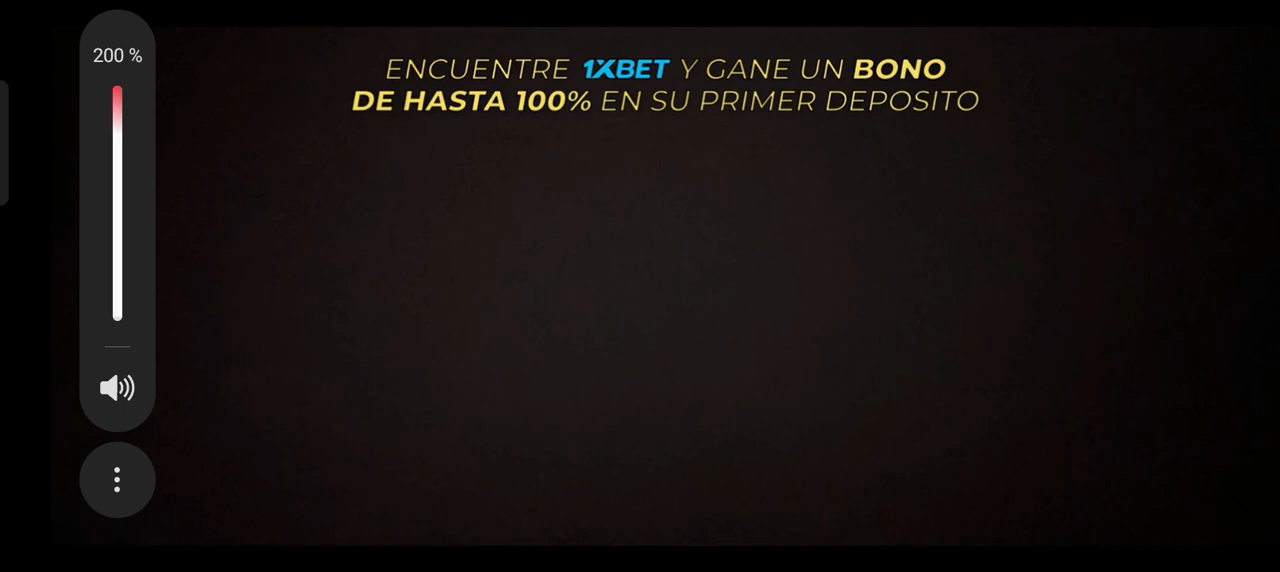 200 %
ENCUENTRE 1XBET Y GANE UN BONO
DE HASTA 100% EN SU PRIMER DEPOSITO